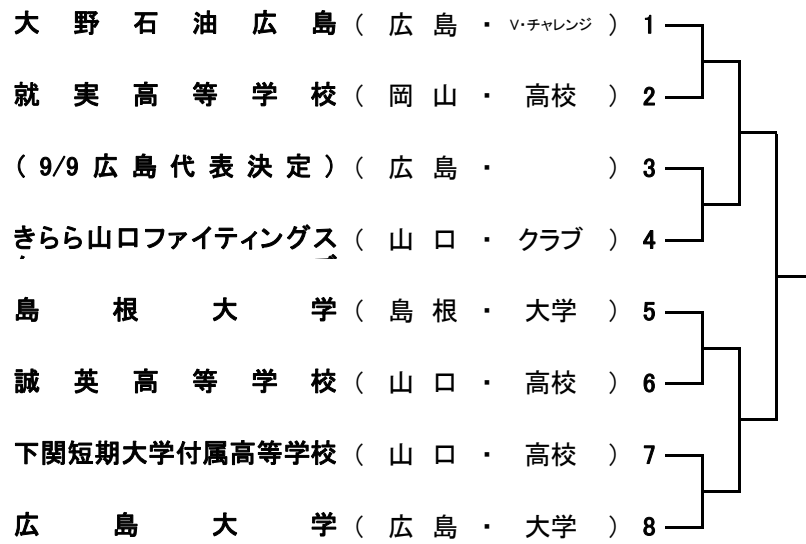 大野石油広島 ( 広島・V・チャレンジ ) 1
就実高等学校 ( 岡山・高校 ) 2
( 9/9 広島代表決定 ) ( 広島・ ) 3
きらら山口ファイティングス ( 山口・クラブ ) 4
島根大学 ( 島根・大学 ) 5
誠英高等学校 ( 山口・高校 ) 6
下関短期大学付属高等学校 ( 山口・高校 ) 7
広島大学 ( 広島・大学 ) 8